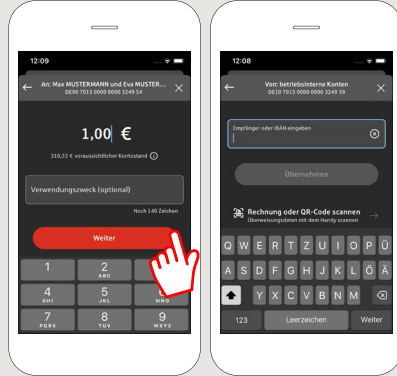 12:09
An: Max MUSTERMANN und Eva MUSTER...
DE90 7015 0000 0000 3249 54
1,00 €
310,33 € voraussichtlicher Kontostand
Verwendungszweck (optional)
Noch 140 Zeichen
Weiter
1
2 ABC
4 GHI
5 JKL
6 MNO
7 PQRS
8 TUV
9 WXYZ
12:08
Von: betriebsinterne Konten
DE10 7015 0000 0000 3249 39
Empfänger oder IBAN eingeben
Übernehmen
Rechnung oder QR-Code scannen
Überweisungsdaten mit dem Handy scannen
Q W E R T Z U I O P Ü
A S D F G H J K L Ö Ä
Y X C V B N M
123 Leerzeichen Weiter